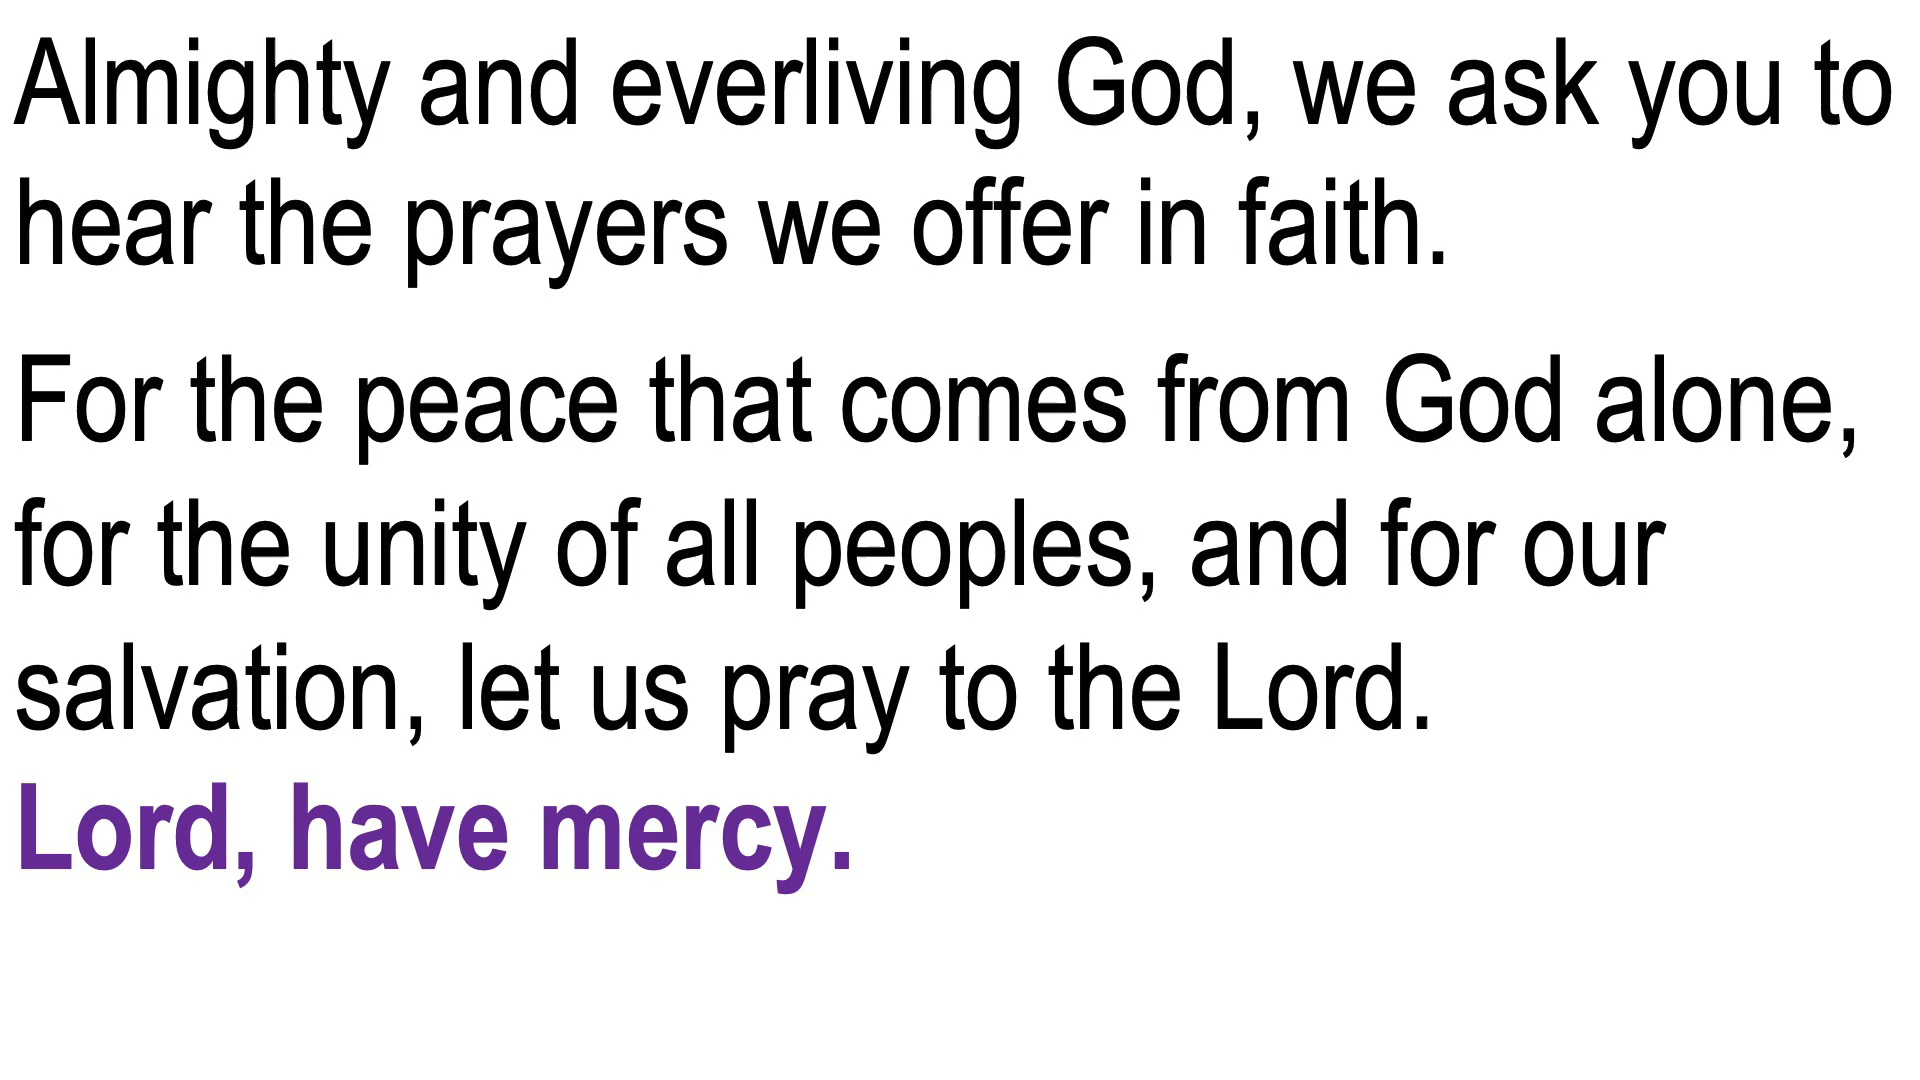 Almighty and everliving God, we ask you to
hear the prayers we offer in faith.
For the peace that comes from God alone,
for the unity of all peoples, and for our
salvation, let us pray to the Lord.
Lord, have mercy.